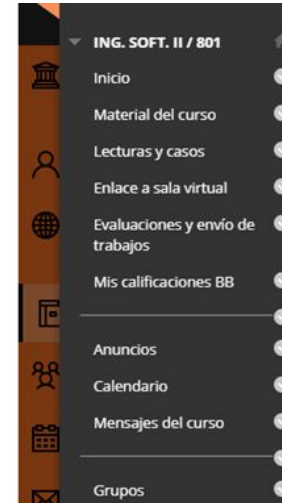 ING. SOFT. II / 801
Inicio
Material del curso
Lecturas y casos
Enlace a sala virtual
Evaluaciones y envío de
trabajos
Mis calificaciones BB
Anuncios
Calendario
Mensajes del curso
Grupos